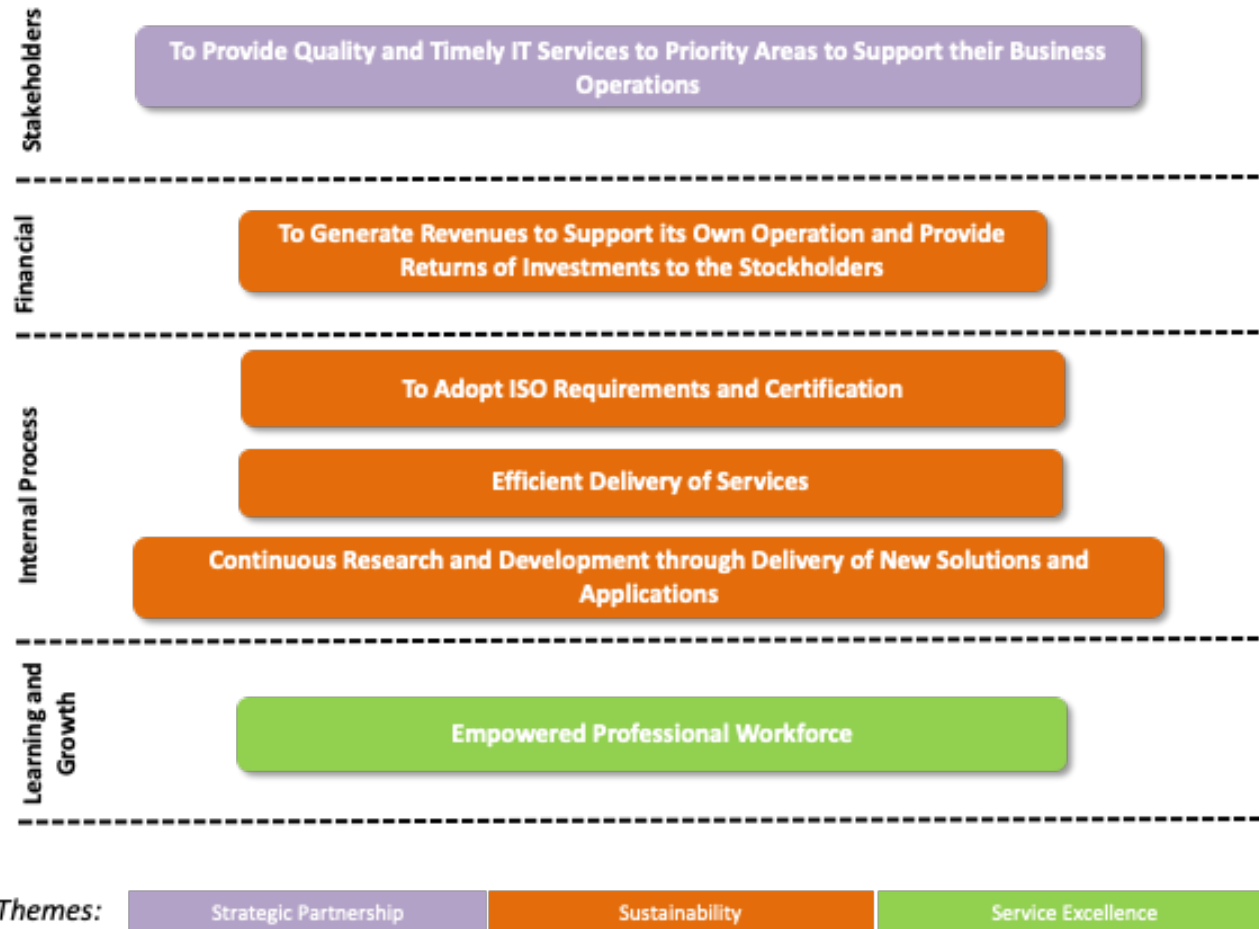 Stakeholders
To Provide Quality and Timely IT Services to Priority Areas to Support their Business
Operations
Financial
To Generate Revenues to Support its Own Operation and Provide
Returns of Investments to the Stockholders
Internal Process
To Adopt ISO Requirements and Certification
Efficient Delivery of Services
Continuous Research and Development through Delivery of New Solutions and
Applications
Learning and
Growth
Empowered Professional Workforce
Themes:
Strategic Partnership
Sustainability
Service Excellence